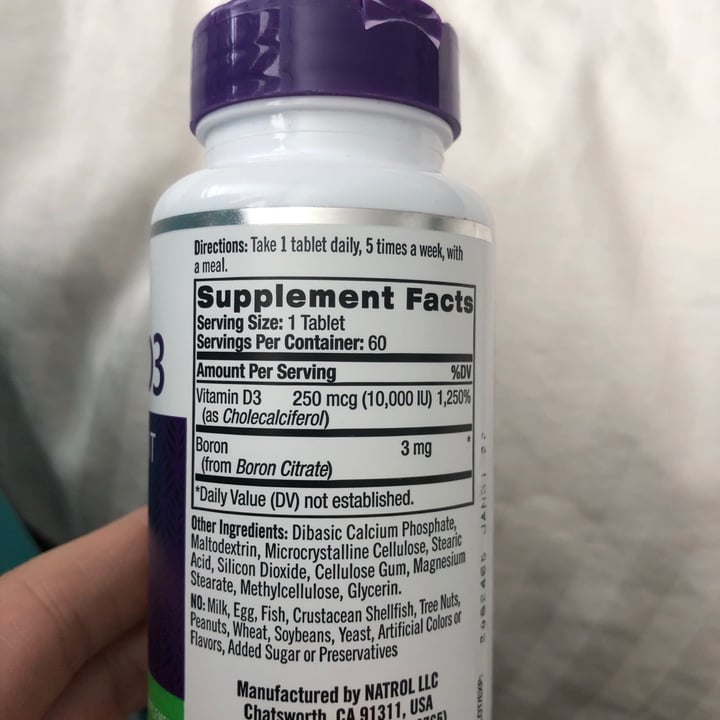 Directions: Take 1 tablet daily, 5 times a week, with
a meal.
Supplement Facts
Serving Size: 1 Tablet
Servings Per Container: 60
Amount Per Serving %DV
Vitamin D3 250 mcg (10,000 IU) 1,250%
(as Cholecalciferol)
Boron 3 mg *
(from Boron Citrate)
*Daily Value (DV) not established.
Other Ingredients: Dibasic Calcium Phosphate,
Maltodextrin, Microcrystalline Cellulose, Stearic
Acid, Silicon Dioxide, Cellulose Gum, Magnesium
Stearate, Methylcellulose, Glycerin.
NO: Milk, Egg, Fish, Crustacean Shellfish, Tree Nuts,
Peanuts, Wheat, Soybeans, Yeast, Artificial Colors or
Flavors, Added Sugar or Preservatives
Manufactured by NATROL LLC
Chatsworth, CA 91311, USA
D3